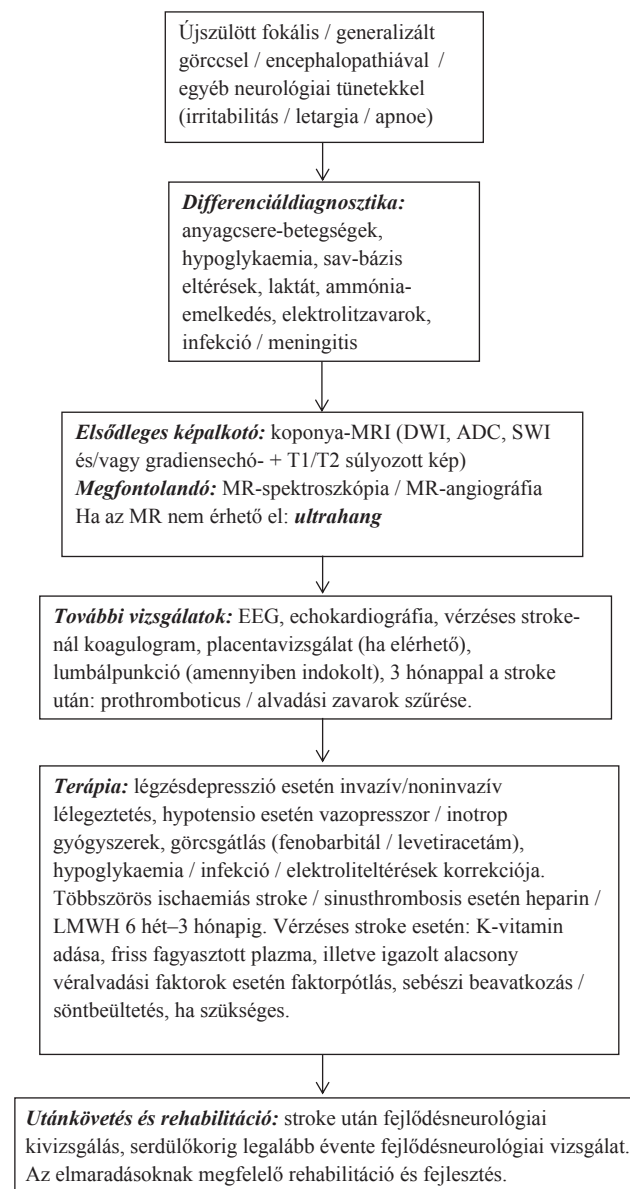 Újszülött fokális / generalizált
görccsel / encephalopathiával /
egyéb neurológiai tünetekkel
(irritabilitás / letargia / apnoe)
Differenciáldiagnosztika:
anyagcsere-betegségek,
hypoglykaemia, sav-bázis
eltérések, laktát, ammónia-
emelkedés, elektrolitzavarok,
infekció / meningitis
Elsődleges képalkotó: koponya-MRI (DWI, ADC, SWI
és/vagy gradiensechó- + T1/T2 súlyozott kép)
Megfontolandó: MR-spektroszkópia / MR-angiográfia
Ha az MR nem érhető el: ultrahang
További vizsgálatok: EEG, echokardiográfia, vérzéses stroke-
nál koagulogram, placentavizsgálat (ha elérhető),
lumbálpunkció (amennyiben indokolt), 3 hónappal a stroke
után: prothromboticus / alvadási zavarok szűrése.
Terápia: légzésdepresszió esetén invazív/noninvazív
lélegeztetés, hypotensio esetén vazopresszor / inotrop
gyógyszerek, görcsgátlás (fenobarbitál / levetiracetám),
hypoglykaemia / infekció / elektroliteltérések korrekciója.
Többszörös ischaemiás stroke / sinusthrombosis esetén heparin /
LMWH 6 hét–3 hónapig. Vérzéses stroke esetén: K-vitamin
adása, friss fagyasztott plazma, illetve igazolt alacsony
véralvadási faktorok esetén faktorpótlás, sebészi beavatkozás /
söntbeültetés, ha szükséges.
Utánkövetés és rehabilitáció: stroke után fejlődésneurológiai
kivizsgálás, serdülőkorig legalább évente fejlődésneurológiai vizsgálat.
Az elmaradásoknak megfelelő rehabilitáció és fejlesztés.